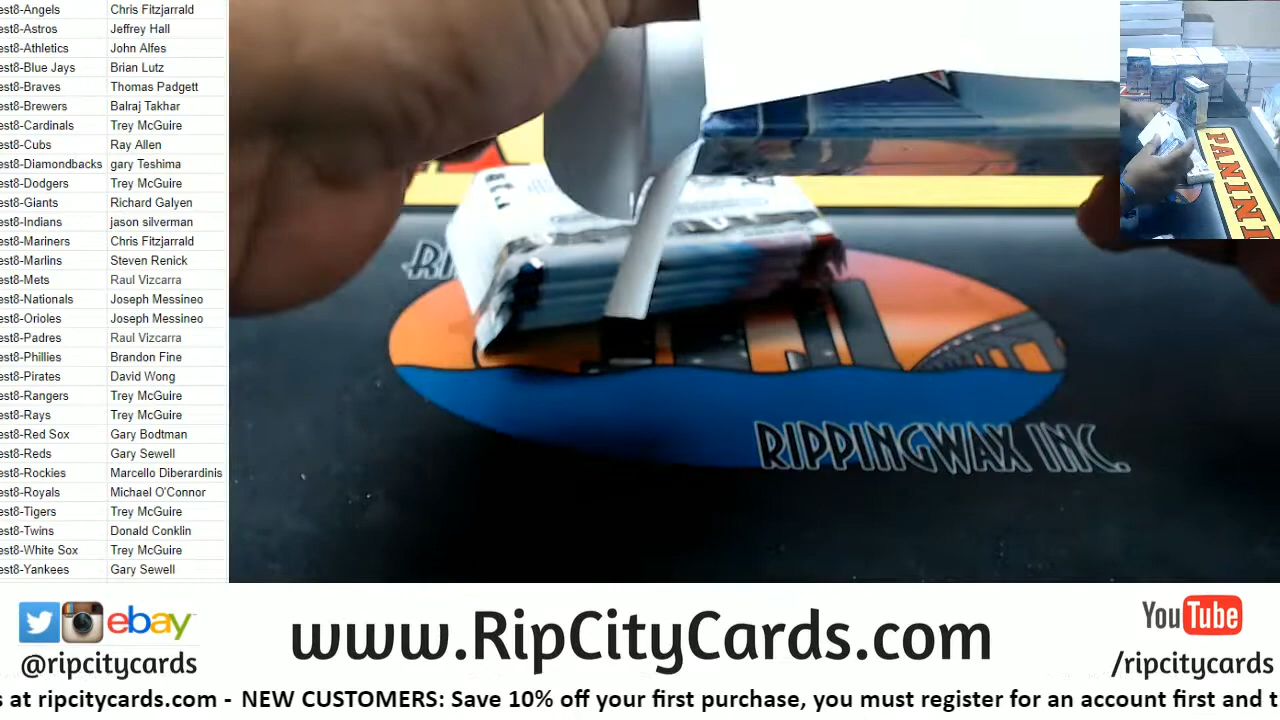 est8-Angels Chris Fitzjarrald
est8-Astros Jeffrey Hall
est8-Athletics John Alfes
est8-Blue Jays Brian Lutz
est8-Braves Thomas Padgett
est8-Brewers Balraj Takhar
est8-Cardinals Trey McGuire
est8-Cubs Ray Allen
est8-Diamondbacks gary Teshima
est8-Dodgers Trey McGuire
est8-Giants Richard Galyen
est8-Indians jason silverman
est8-Mariners Chris Fitzjarrald
est8-Marlins Steven Renick
est8-Mets Raul Vizcarra
est8-Nationals Joseph Messineo
est8-Orioles Joseph Messineo
est8-Padres Raul Vizcarra
est8-Phillies Brandon Fine
est8-Pirates David Wong
est8-Rangers Trey McGuire
est8-Rays Trey McGuire
est8-Red Sox Gary Bodtman
est8-Reds Gary Sewell
est8-Rockies Marcello Diberardinis
est8-Royals Michael O'Connor
est8-Tigers Trey McGuire
est8-Twins Donald Conklin
est8-White Sox Trey McGuire
est8-Yankees Gary Sewell
PANINI
RI
RIPPINGWAX INC.
ebay
@ripcitycards
www.RipCityCards.com
YouTube
/ripcitycards
s at ripcitycards.com - NEW CUSTOMERS: Save 10% off your first purchase, you must register for an account first and t